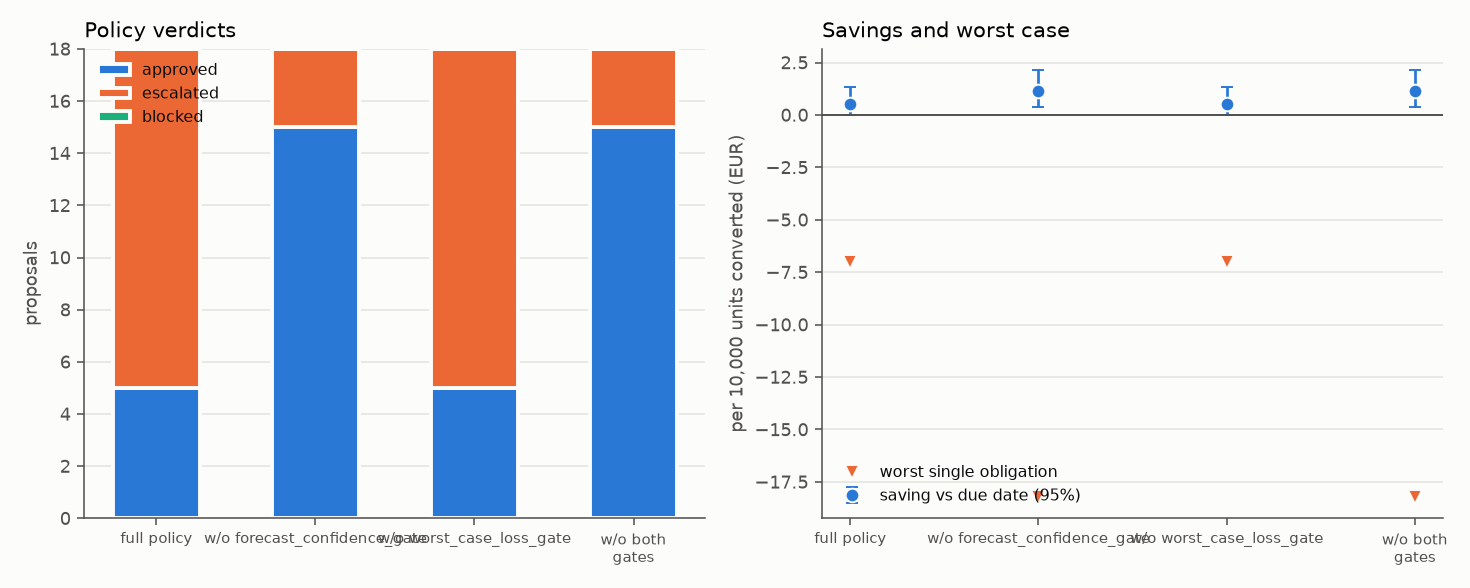 Policy verdicts
18
16
14
12
10
8
6
4
2
0
proposals
approved
escalated
blocked
full policy
w/o forecast_confidence_gate
w/o worst_case_loss_gate
w/o both
gates
Savings and worst case
2.5
0.0
−2.5
−5.0
−7.5
−10.0
−12.5
−15.0
−17.5
per 10,000 units converted (EUR)
worst single obligation
saving vs due date (95%)
full policy
w/o forecast_confidence_gate
w/o worst_case_loss_gate
w/o both
gates